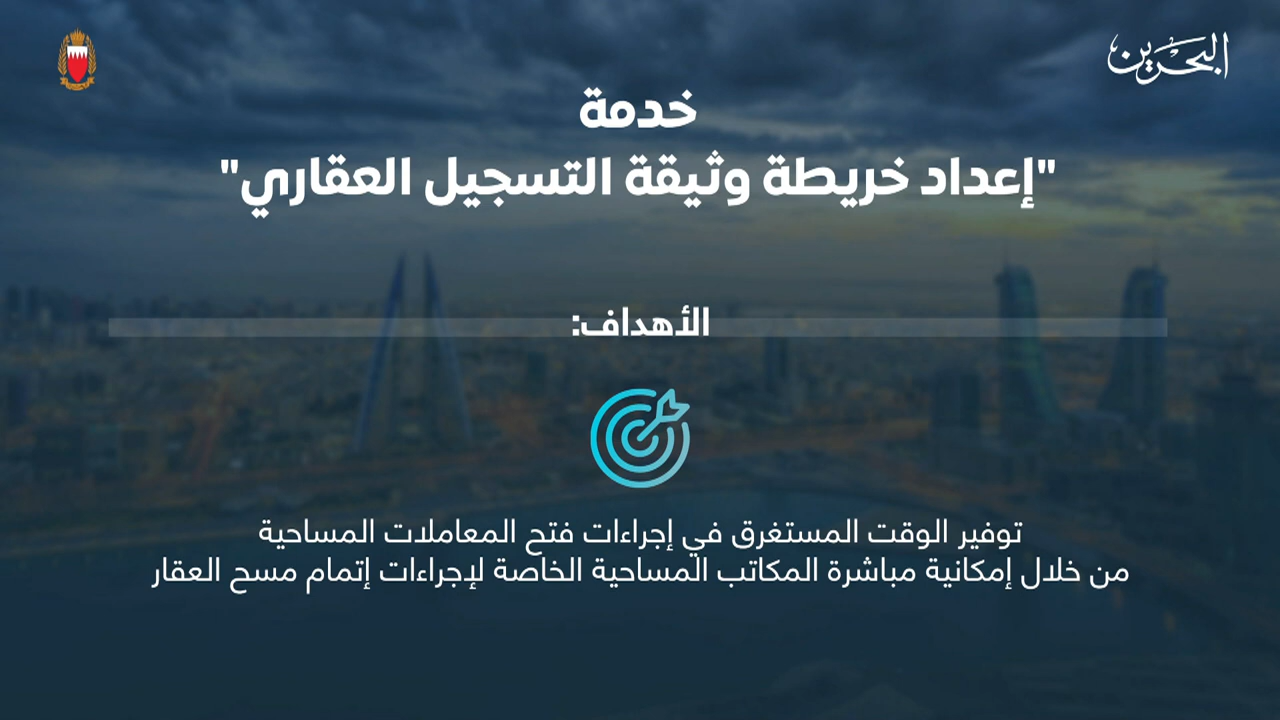 البحرين
خدمة
"إعداد خريطة وثيقة التسجيل العقاري"
الأهداف:
توفير الوقت المستغرق في إجراءات فتح المعاملات المساحية
من خلال إمكانية مباشرة المكاتب المساحية الخاصة لإجراءات إتمام مسح العقار